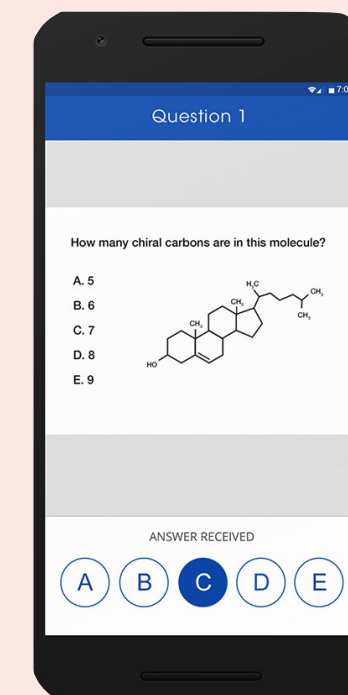 7:0
Question 1
How many chiral carbons are in this molecule?
A. 5
B. 6
C. 7
D. 8
E. 9
H₃C
CH₃
CH₃
CH₃
CH₃
HO
ANSWER RECEIVED
A B C D E